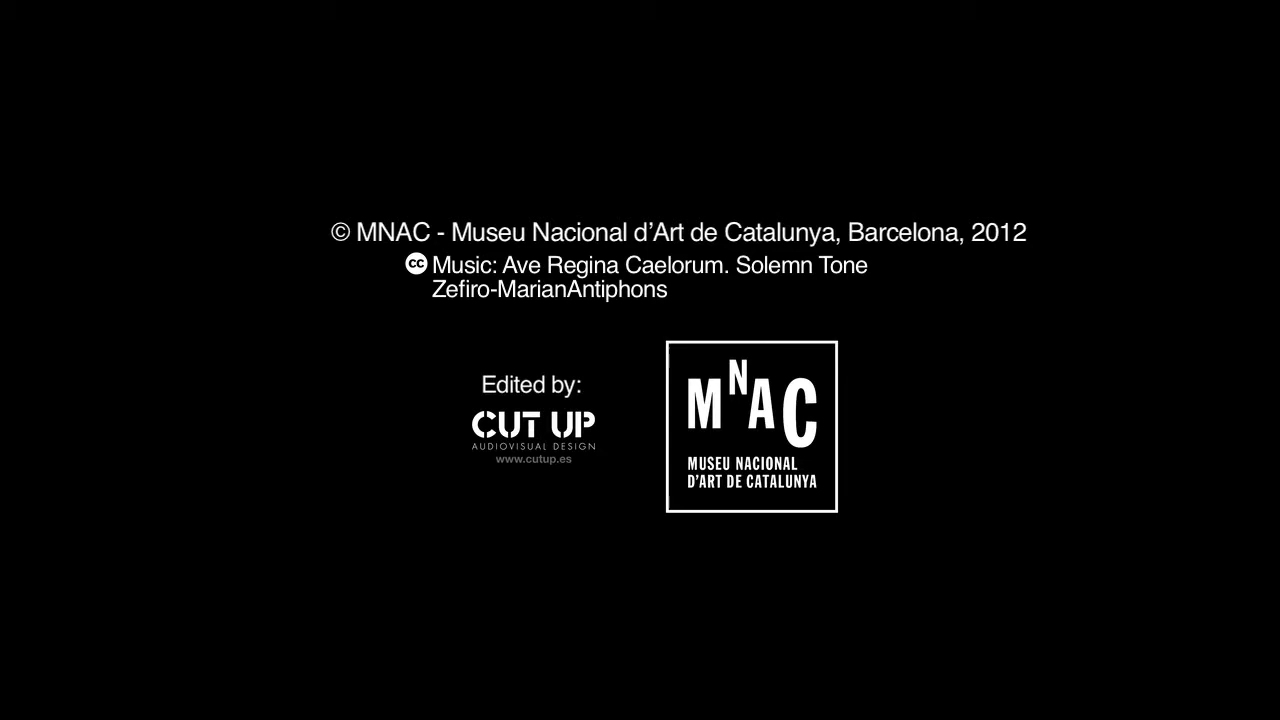 © MNAC - Museu Nacional d’Art de Catalunya, Barcelona, 2012
cc Music: Ave Regina Caelorum. Solemn Tone
Zefiro-MarianAntiphons
Edited by:
CUT UP
AUDIOVISUAL DESIGN
www.cutup.es
MNAC
MUSEU NACIONAL
D’ART DE CATALUNYA